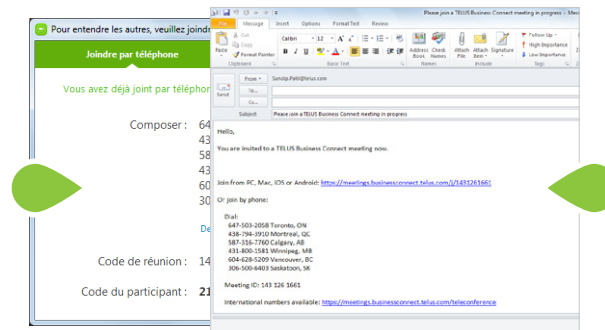 Pour entendre les autres, veuillez joindr
Joindre par téléphone
Vous avez déjà joint par téléphor
Composer :
64
43
58
43
60
30
De
Code de réunion : 14
Code du participant : 21
Please join a TELUS Business Connect meeting in progress - Mes
File Message Insert Options Format Text Review
Paste
Cut
Copy
Format Painter
Clipboard
Calibri 12
B I U
Basic Text
Address Book
Check Names
Names
Attach File
Attach Item
Signature
Include
Follow Up
High Importance
Low Importance
Tags
Send
From Sandip.Patil@telus.com
To...
Cc...
Subject: Please join a TELUS Business Connect meeting in progress
Hello,
You are invited to a TELUS Business Connect meeting now.
Join from PC, Mac, iOS or Android: https://meetings.businessconnect.telus.com/j/1431261661
Or join by phone:
Dial:
647-503-2058 Toronto, ON
438-794-3910 Montreal, QC
587-316-7760 Calgary, AB
431-800-1581 Winnipeg, MB
604-628-5209 Vancouver, BC
306-500-6403 Saskatoon, SK
Meeting ID: 143 126 1661
International numbers available: https://meetings.businessconnect.telus.com/teleconference